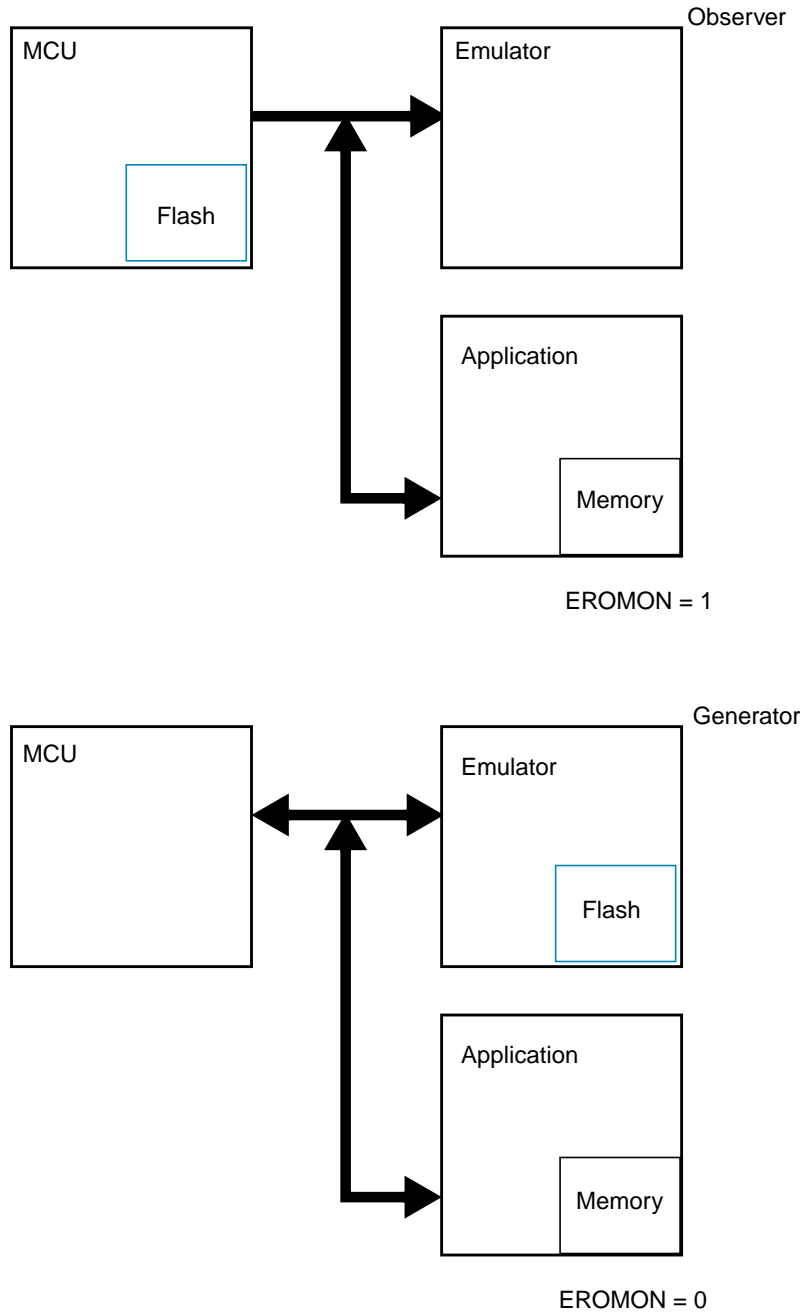 Observer
MCU
Emulator
Flash
Application
Memory
EROMON = 1
Generator
MCU
Emulator
Flash
Application
Memory
EROMON = 0